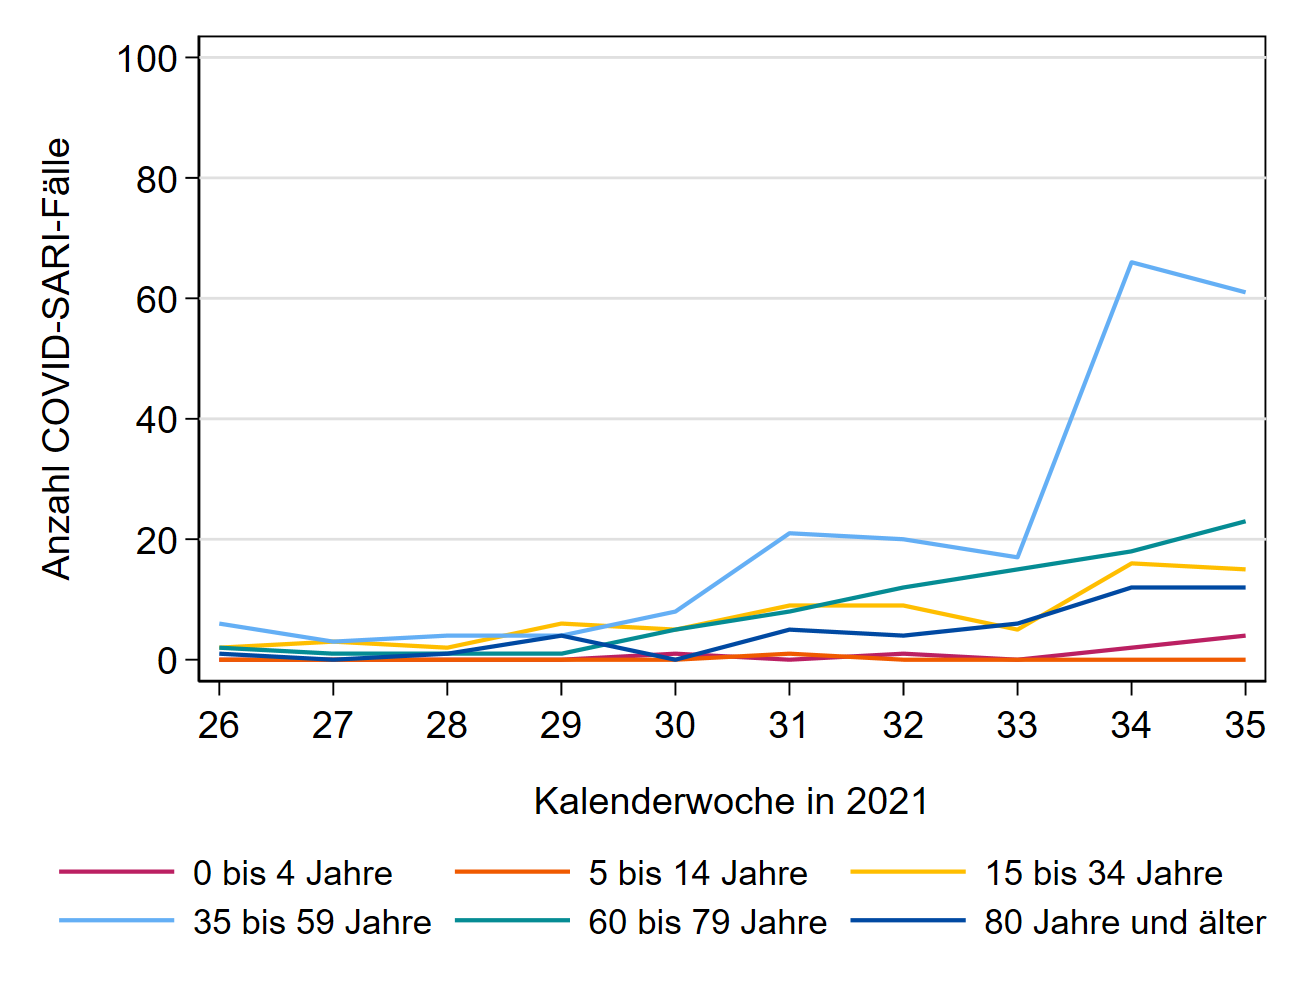 Anzahl COVID-SARI-Fälle
100
80
60
40
20
0
26 27 28 29 30 31 32 33 34 35
Kalenderwoche in 2021
0 bis 4 Jahre 5 bis 14 Jahre 15 bis 34 Jahre
35 bis 59 Jahre 60 bis 79 Jahre 80 Jahre und älter